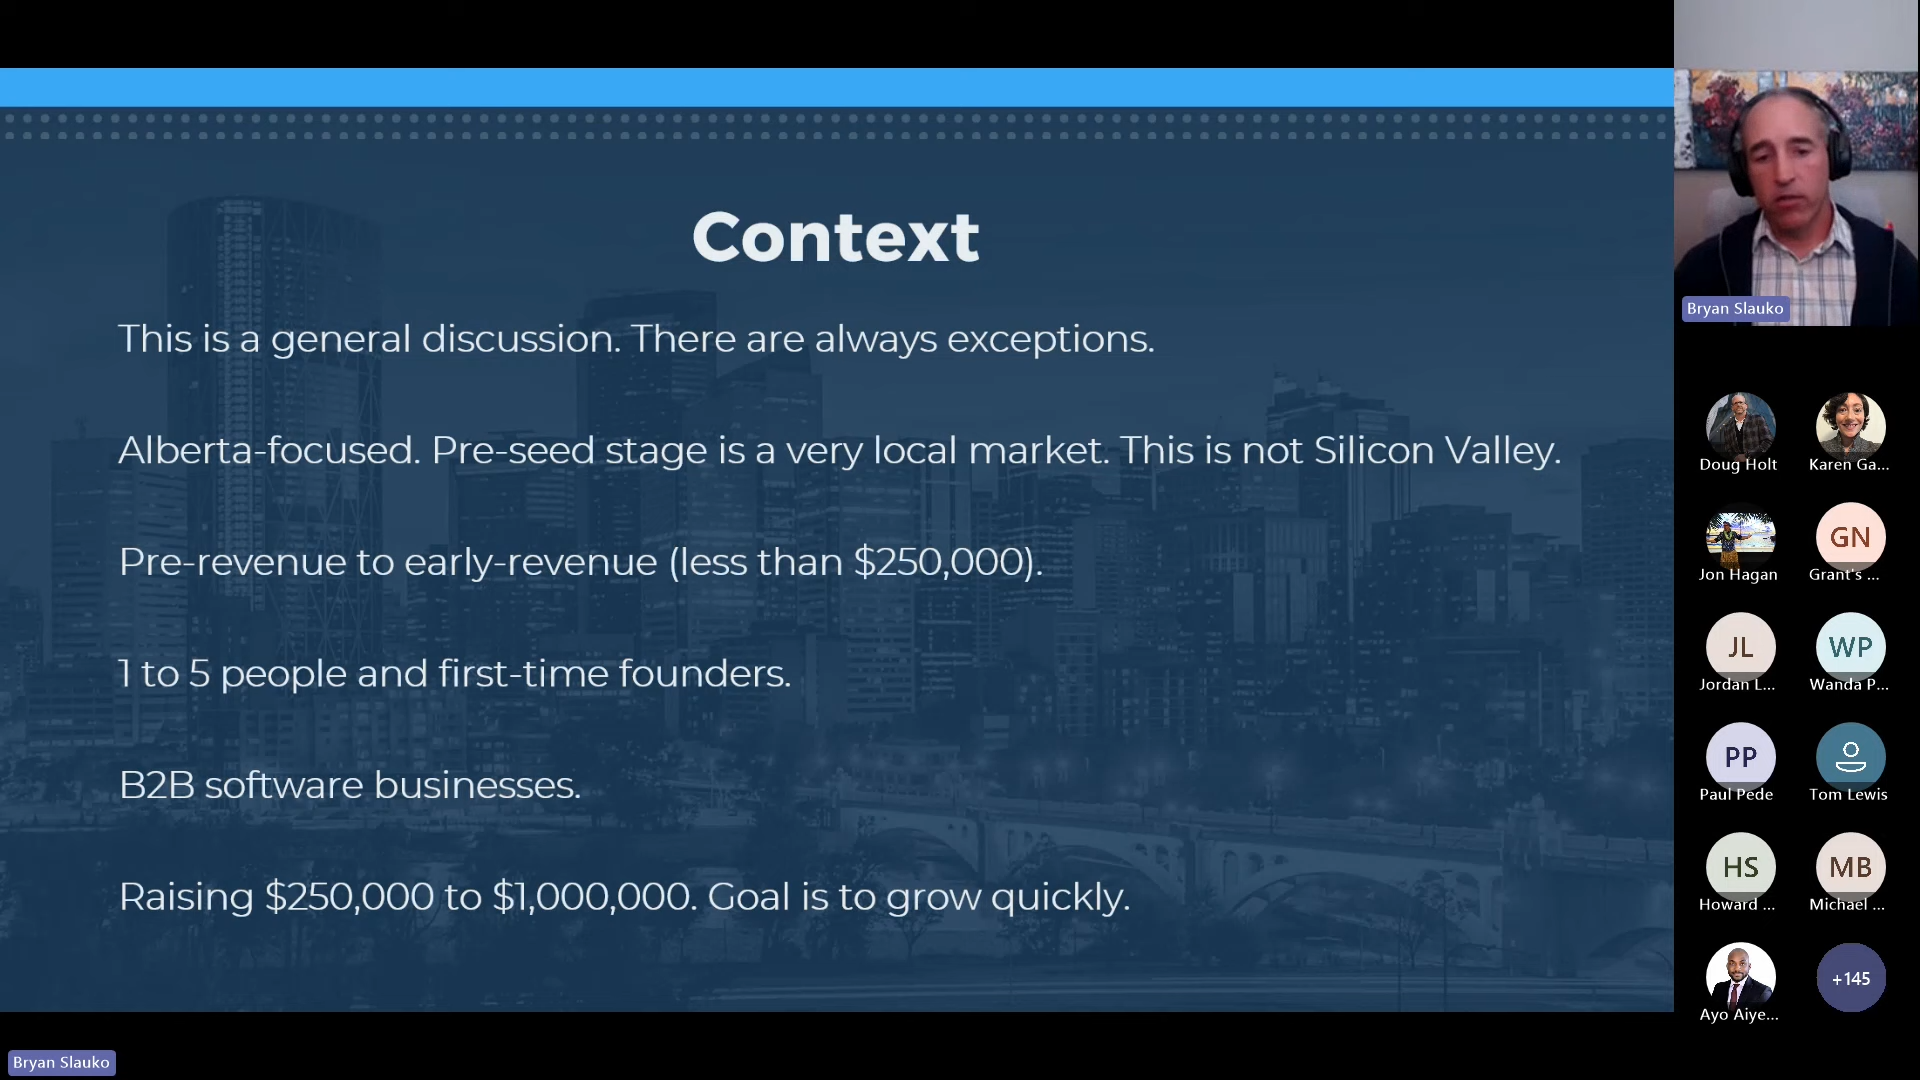 Context
This is a general discussion. There are always exceptions.
Alberta-focused. Pre-seed stage is a very local market. This is not Silicon Valley.
Pre-revenue to early-revenue (less than $250,000).
1 to 5 people and first-time founders.
B2B software businesses.
Raising $250,000 to $1,000,000. Goal is to grow quickly.
Bryan Slauko
Doug Holt
Karen Ga...
Jon Hagan
GN
Grant's ...
JL
Jordan L...
WP
Wanda P...
PP
Paul Pede
Tom Lewis
HS
Howard ...
MB
Michael ...
Ayo Aiye...
+145
Bryan Slauko